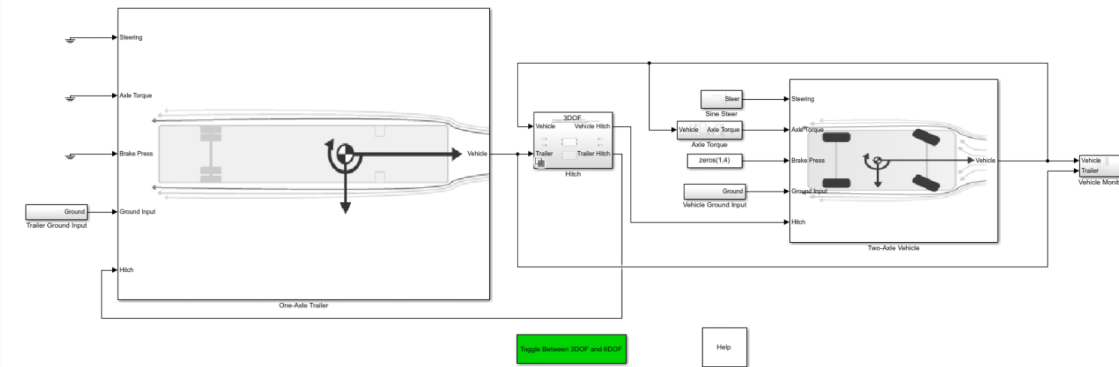 Steering
Axle Torque
Brake Press
Ground
Trailer Ground Input
Ground Input
Hitch
Vehicle
One-Axle Trailer
3DOF
Vehicle
Vehicle Hitch
Trailer
Trailer Hitch
Hitch
Steer
Sine Steer
Vehicle
Axle Torque
Axle Torque
zeros(1,4)
Ground
Vehicle Ground Input
Steering
Axle Torque
Brake Press
Ground Input
Hitch
Vehicle
Two-Axle Vehicle
Vehicle
Trailer
Vehicle Monit
Toggle Between 3DOF and 6DOF
Help